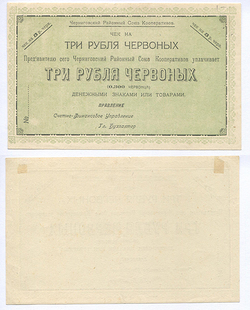 Черниговский Районный Союз Кооперативов.
ЧЕК НА
ТРИ РУБЛЯ ЧЕРВОНЫХ
Предъявителю сего Черниговский Районный Союз Кооперативов уплачивает
ТРИ РУБЛЯ ЧЕРВОНЫХ
ДЕНЕЖНЫМИ ЗНАКАМИ ИЛИ ТОВАРАМИ.
ПРАВЛЕНИЕ
№
Счетно-Финансовое Управление
Гл. Бухгалтер